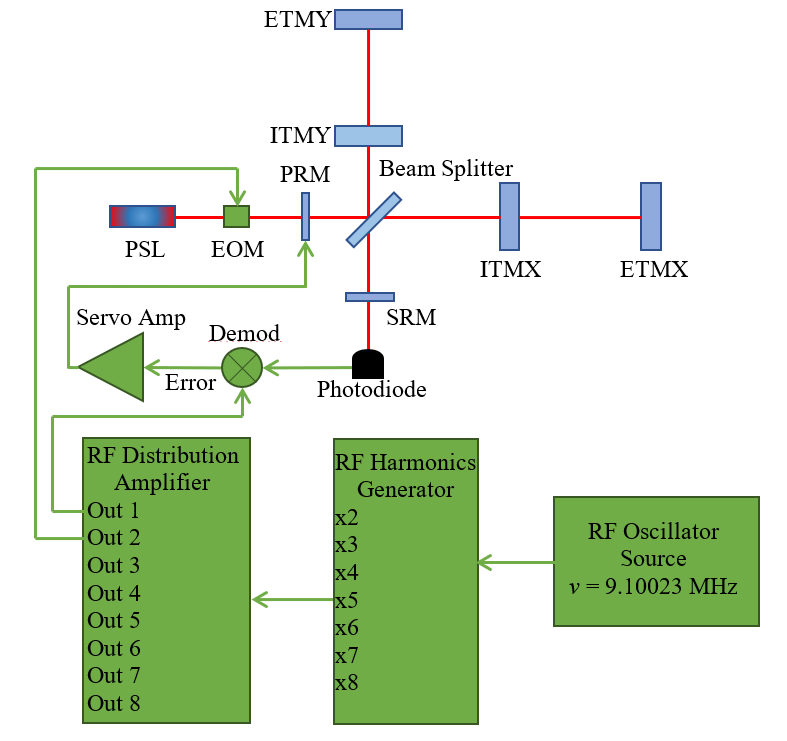 ETMY
ITMY
PRM
Beam Splitter
PSL
EOM
ITMX
ETMX
SRM
Servo Amp
Demod.
Error
Photodiode
RF Distribution
Amplifier
Out 1
Out 2
Out 3
Out 4
Out 5
Out 6
Out 7
Out 8
RF Harmonics
Generator
x2
x3
x4
x5
x6
x7
x8
RF Oscillator
Source
ν = 9.10023 MHz